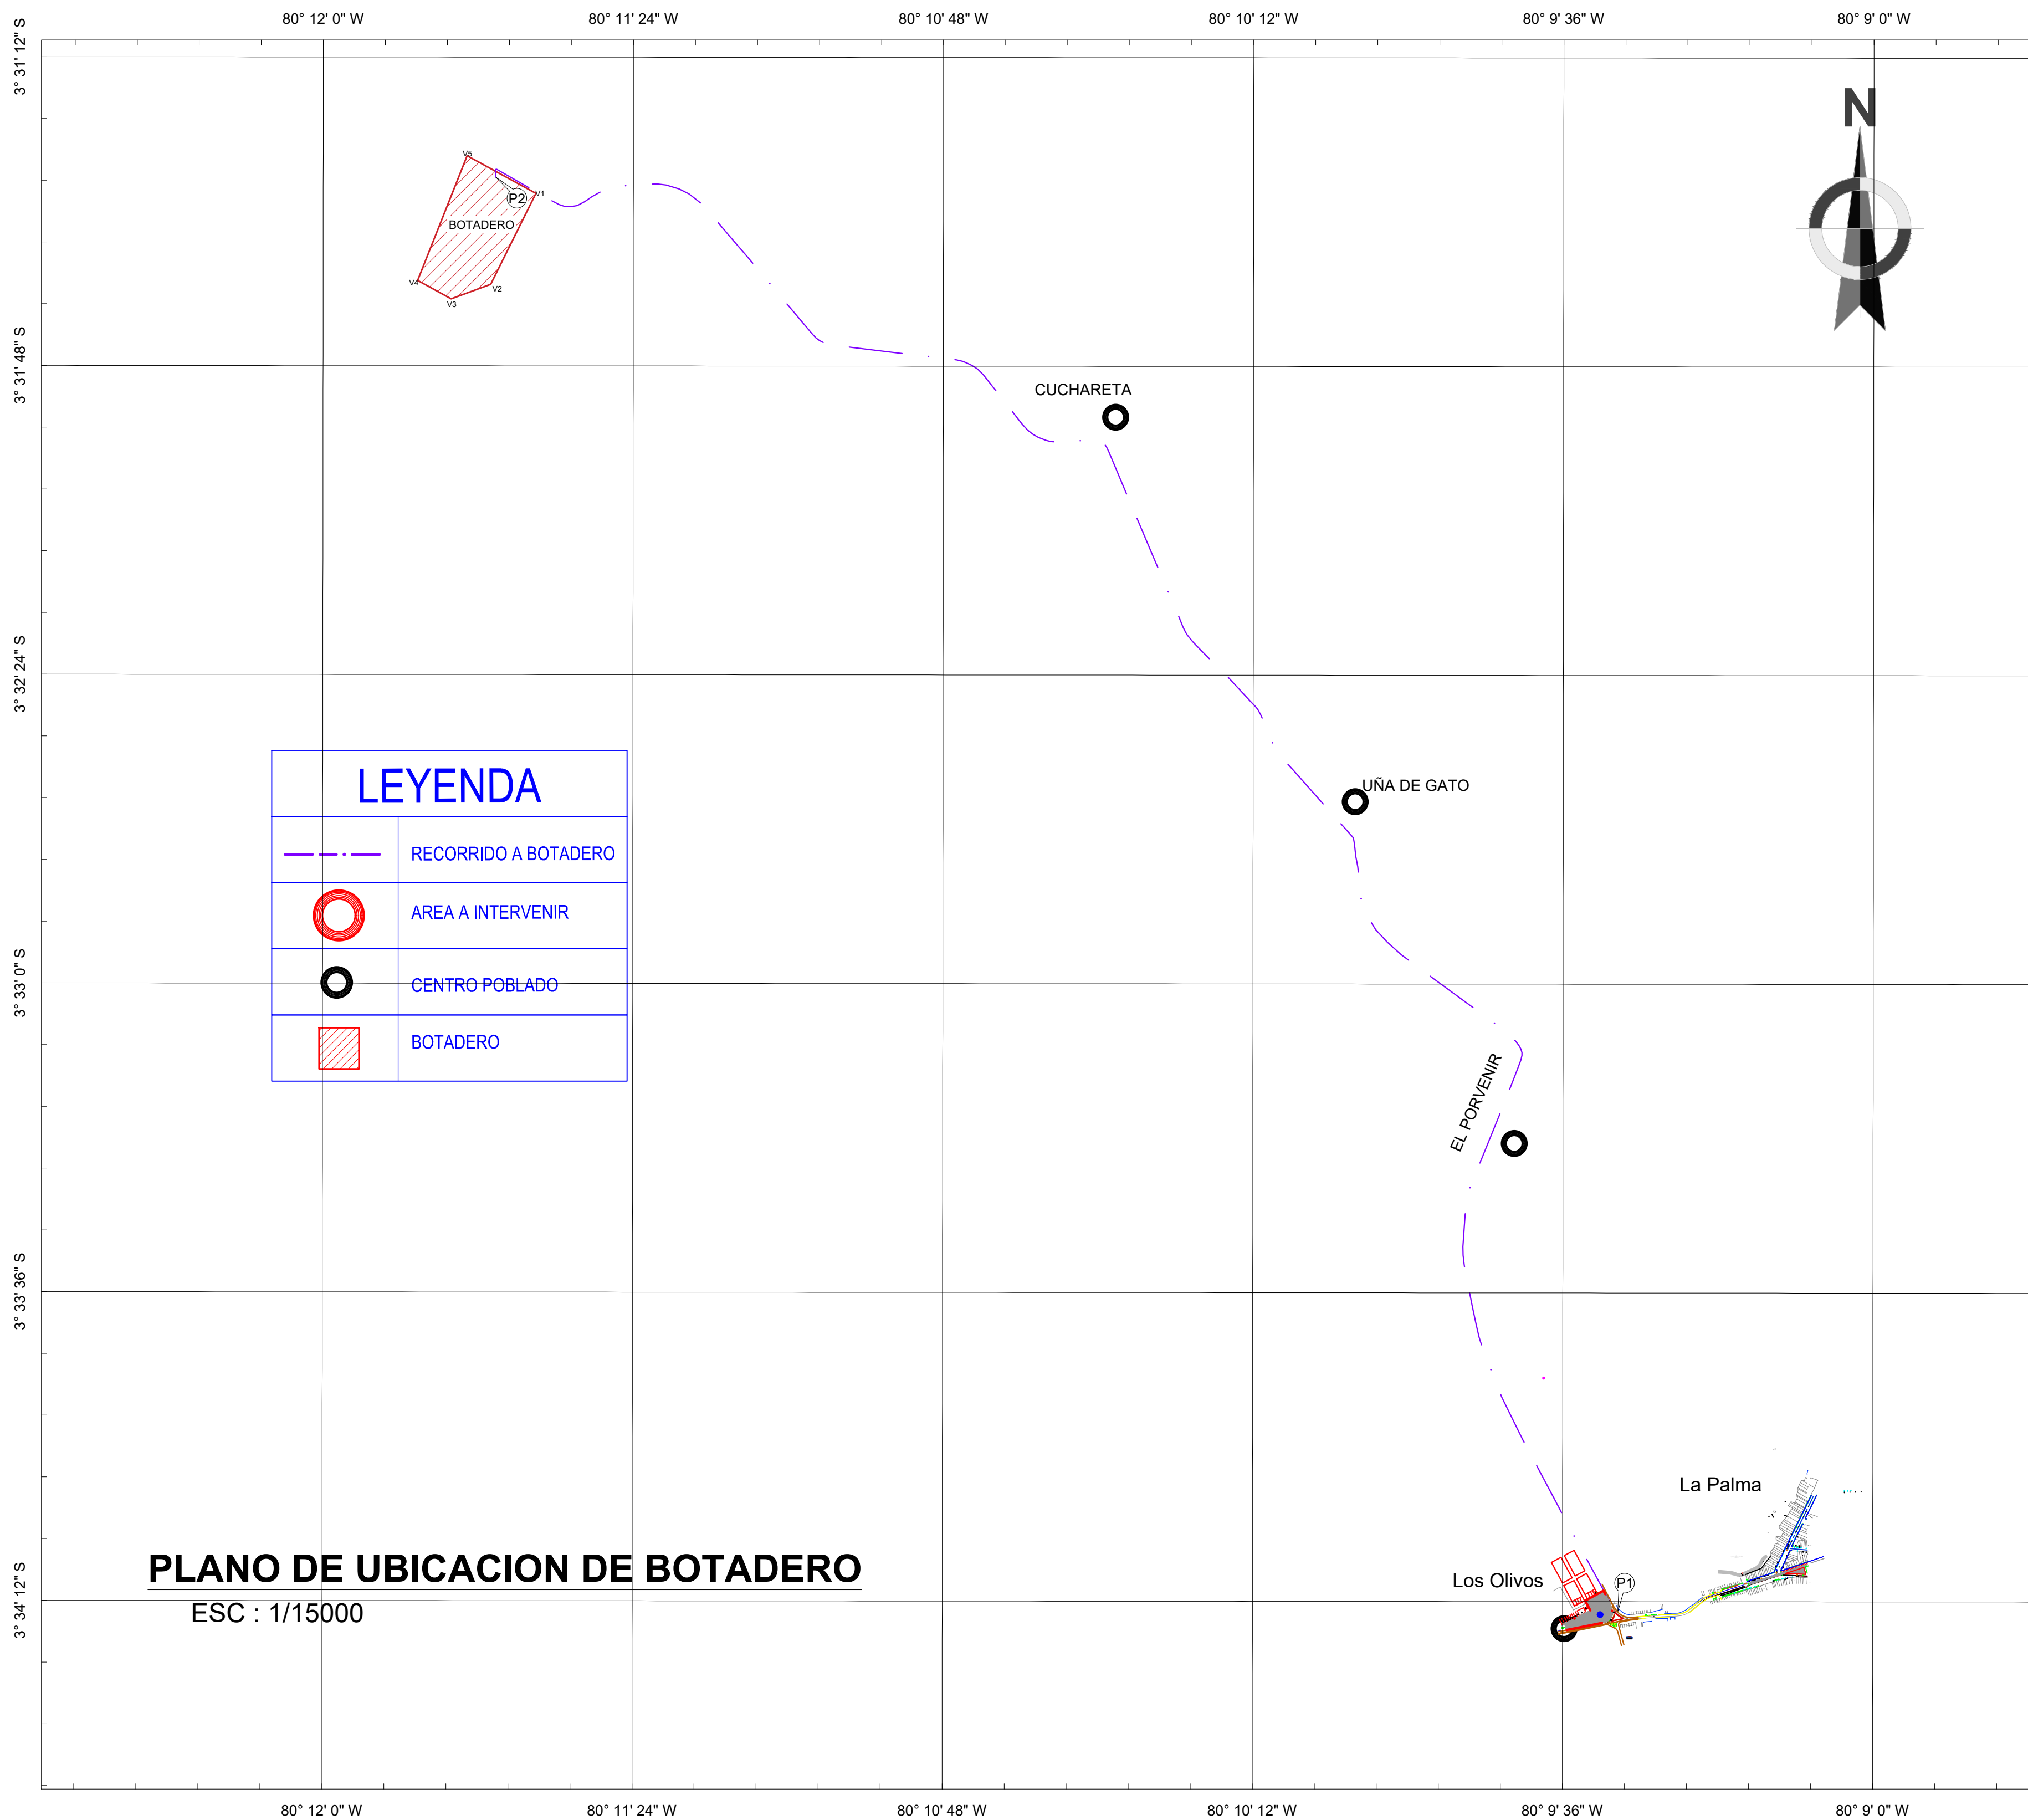 80° 12' 0" W
80° 11' 24" W
80° 10' 48" W
80° 10' 12" W
80° 9' 36" W
80° 9' 0" W
3° 31' 12" S
N
V5
V1
P2
BOTADERO
V4
V2
V3
3° 31' 48" S
CUCHARETA
3° 32' 24" S
UÑA DE GATO
LEYENDA
RECORRIDO A BOTADERO
AREA A INTERVENIR
CENTRO POBLADO
BOTADERO
3° 33' 0" S
EL PORVENIR
3° 33' 36" S
La Palma
Los Olivos
P1
PLANO DE UBICACION DE BOTADERO
ESC : 1/15000
3° 34' 12" S
80° 12' 0" W
80° 11' 24" W
80° 10' 48" W
80° 10' 12" W
80° 9' 36" W
80° 9' 0" W